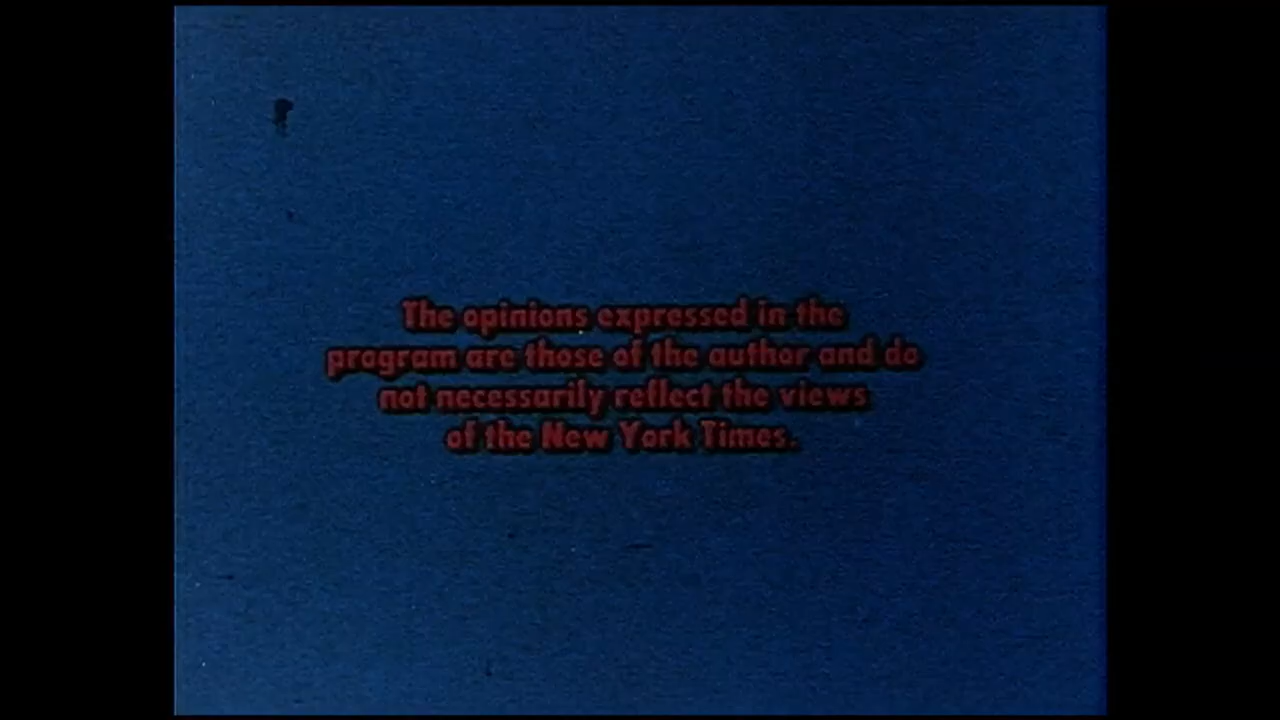 The opinions expressed in the
program are those of the author and do
not necessarily reflect the views
of the New York Times.